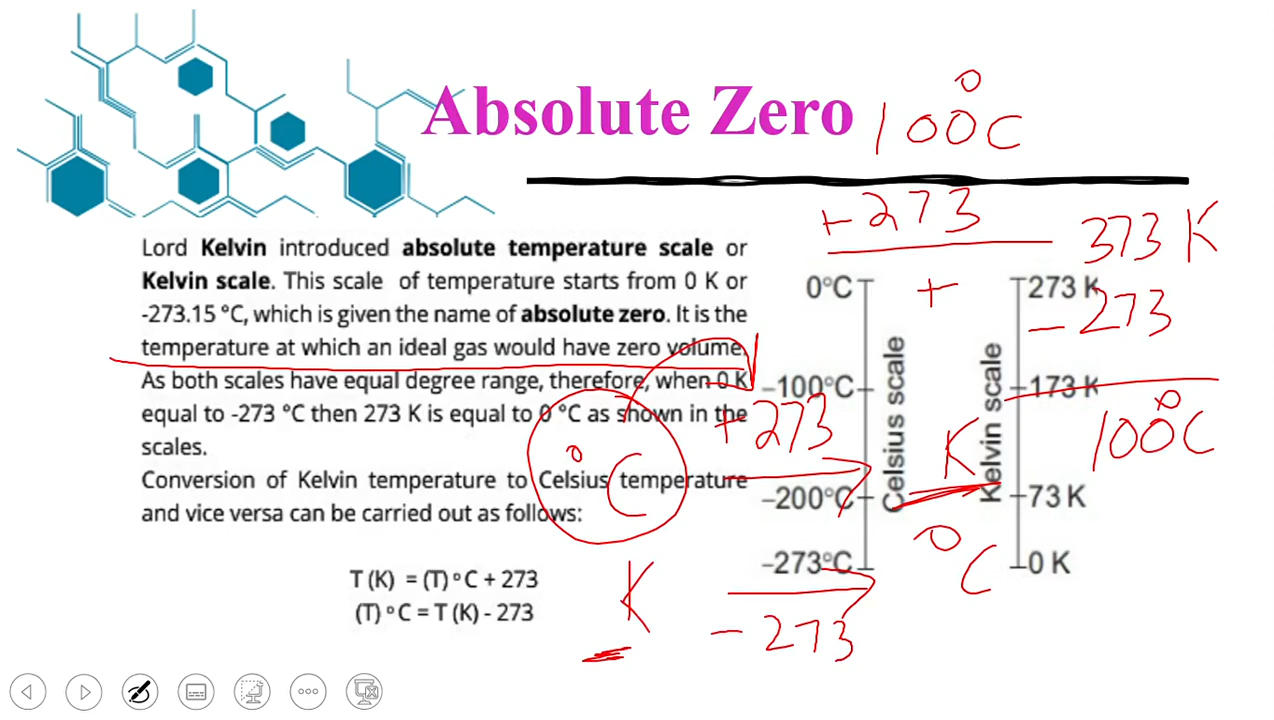 Absolute Zero
100°C
+273
373 K
- 273
100°C
Lord Kelvin introduced absolute temperature scale or
Kelvin scale. This scale of temperature starts from 0 K or
-273.15 °C, which is given the name of absolute zero. It is the
temperature at which an ideal gas would have zero volume.
As both scales have equal degree range, therefore, when 0 K
equal to -273 °C then 273 K is equal to 0 °C as shown in the
scales.
Conversion of Kelvin temperature to Celsius temperature
and vice versa can be carried out as follows:
T (K) = (T) ° C + 273
(T) ° C = T (K) - 273
°C
+273
K
K
- 273
°C
+
0°C
–100°C
–200°C
–273°C
Celsius scale
Kelvin scale
273 K
173 K
73 K
0 K